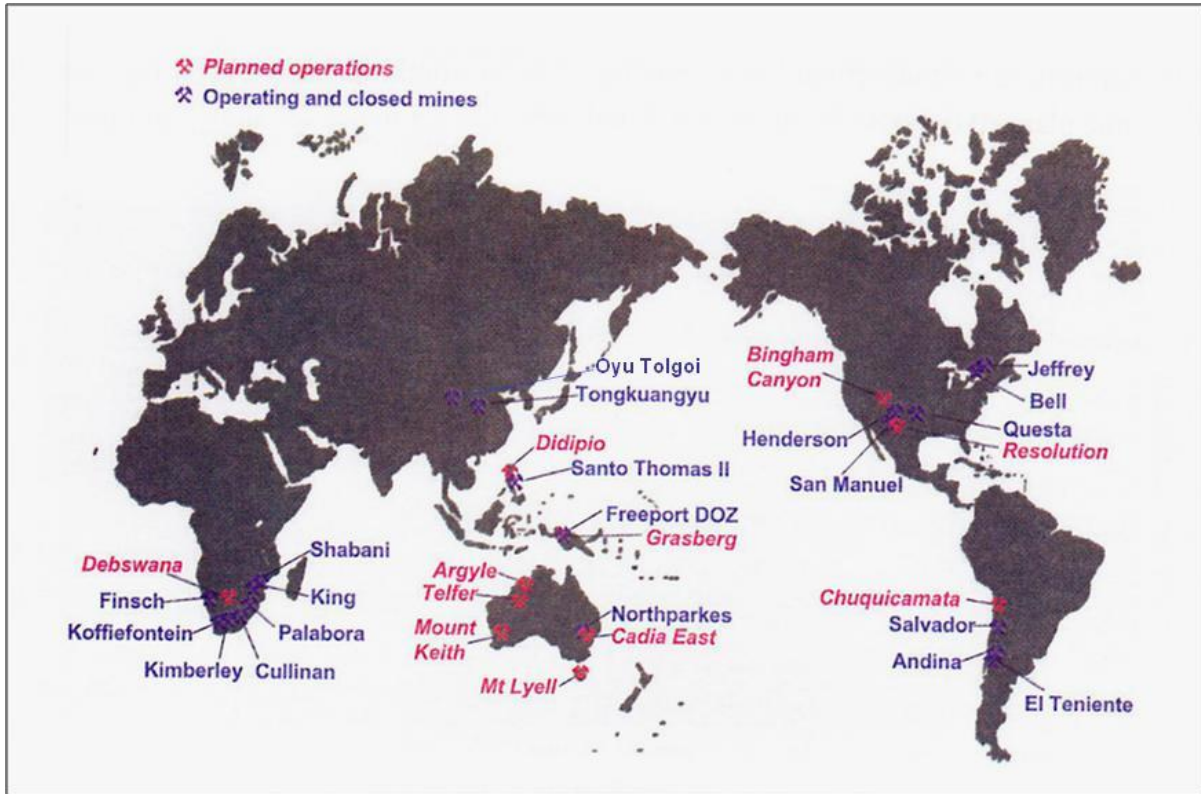 Planned operations
Operating and closed mines
Oyu Tolgoi
Tongkuangyu
Didipio
Santo Thomas II
Freeport DOZ
Grasberg
Bingham
Canyon
Jeffrey
Bell
Henderson
Questa
Resolution
San Manuel
Shabani
Debswana
Finsch
King
Koffiefontein
Palabora
Kimberley
Cullinan
Argyle
Telfer
Mount
Keith
Northparkes
Cadia East
Mt Lyell
Chuquicamata
Salvador
Andina
El Teniente